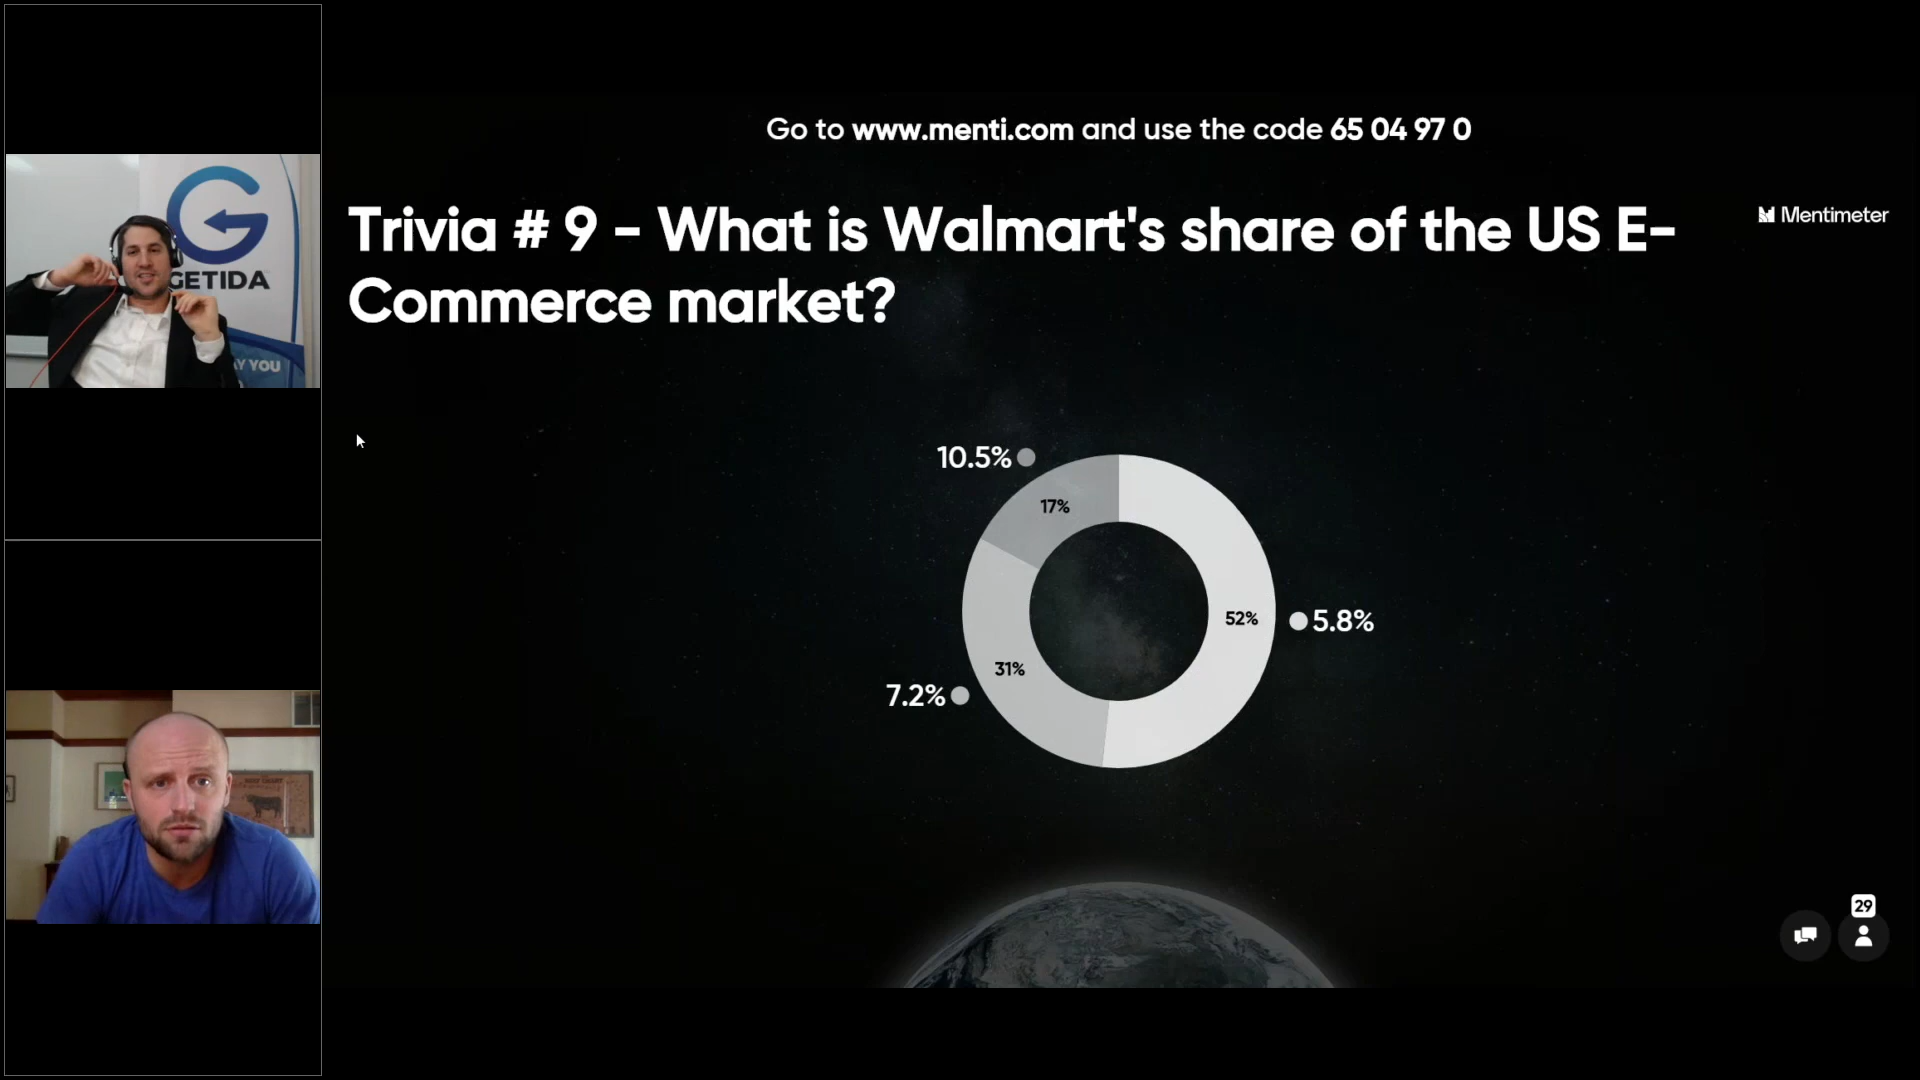 Go to www.menti.com and use the code 65 04 97 0
Trivia # 9 - What is Walmart's share of the US E-
Commerce market?
Mentimeter
GETIDA
AY YOU
10.5%
17%
52%
5.8%
31%
7.2%
29